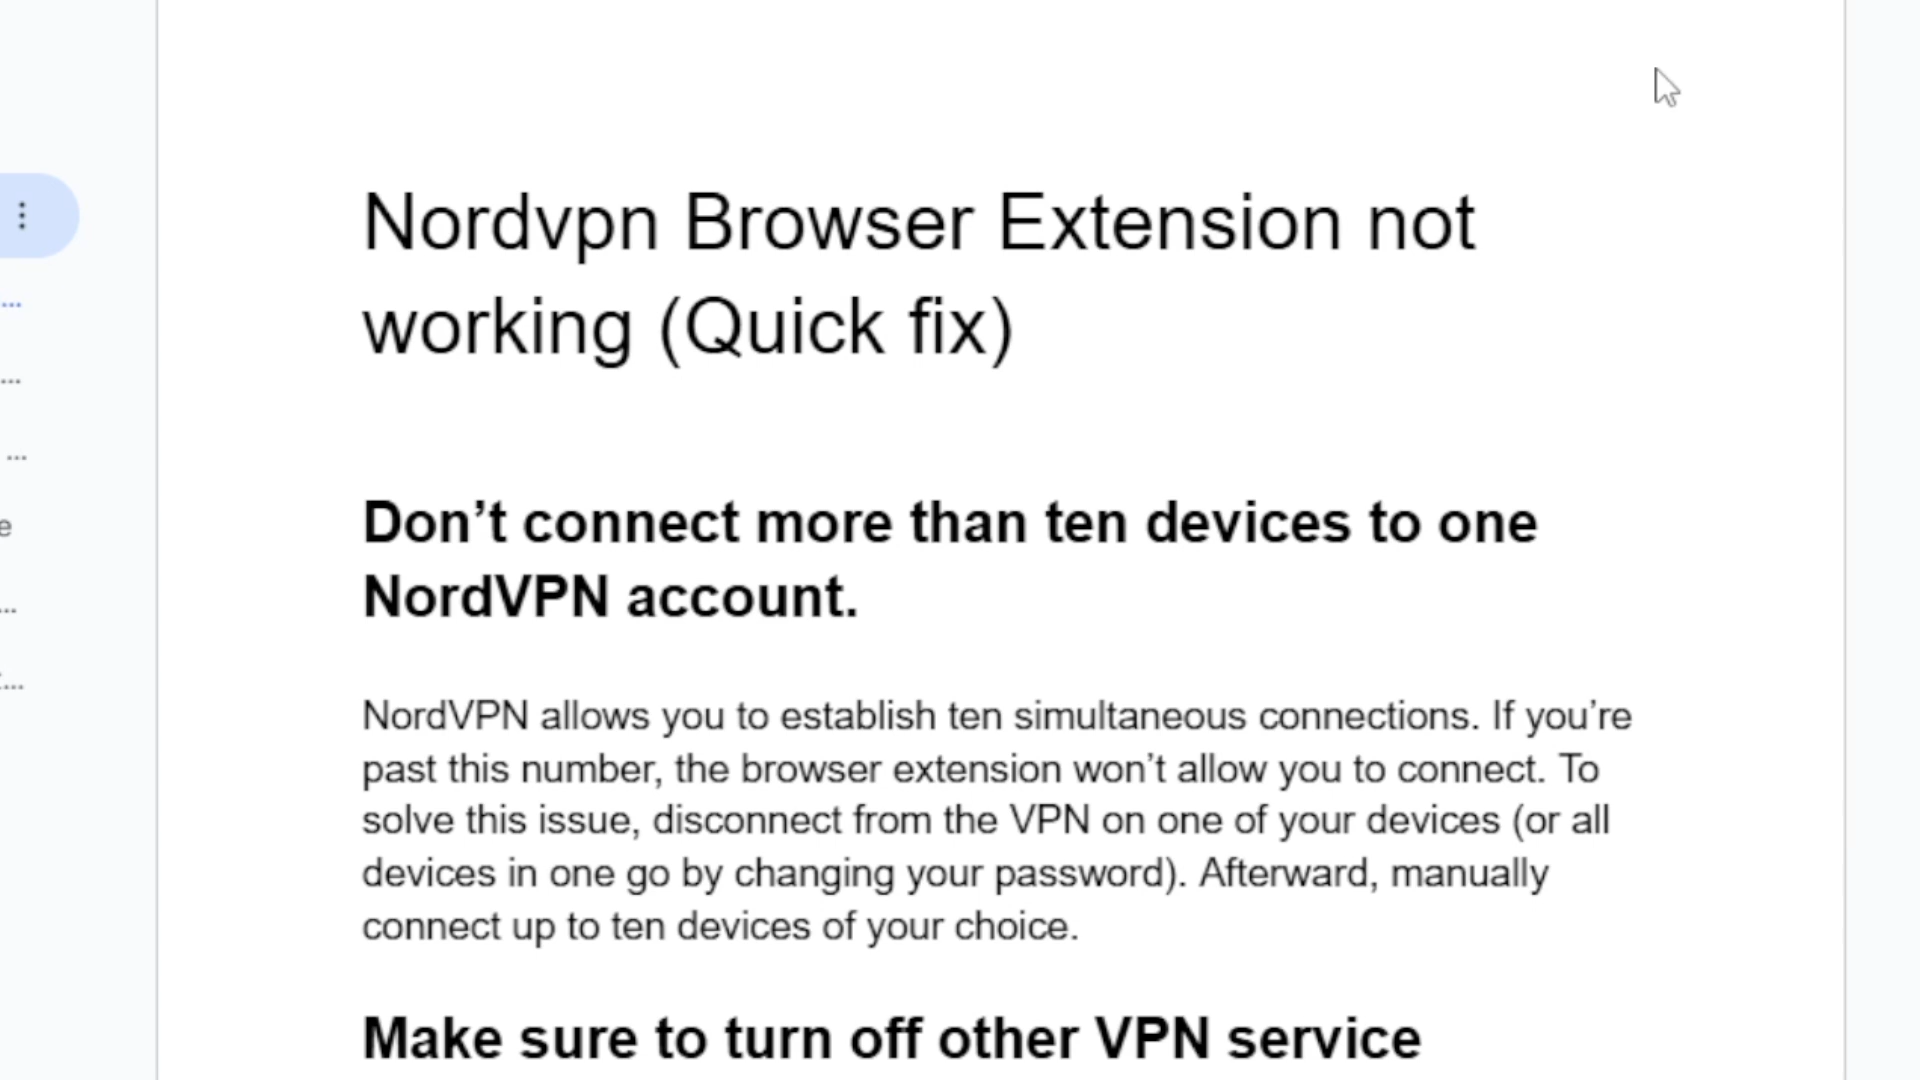 Nordvpn Browser Extension not
working (Quick fix)
Don’t connect more than ten devices to one
NordVPN account.
NordVPN allows you to establish ten simultaneous connections. If you’re
past this number, the browser extension won’t allow you to connect. To
solve this issue, disconnect from the VPN on one of your devices (or all
devices in one go by changing your password). Afterward, manually
connect up to ten devices of your choice.
Make sure to turn off other VPN service